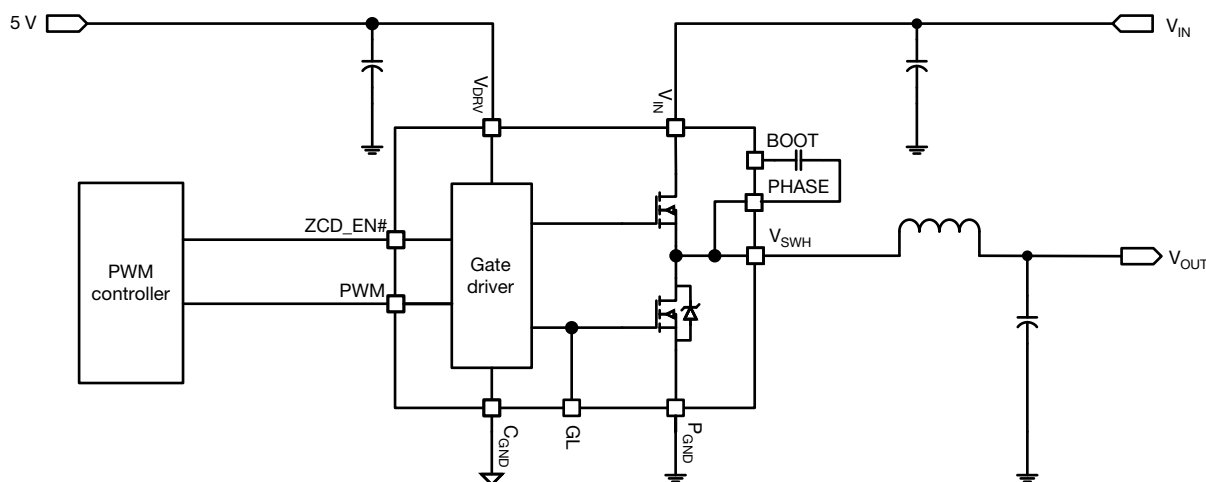 5 V
V_IN
V_DRV
V_IN
BOOT
PHASE
ZCD_EN#
V_SWH
PWM controller
Gate driver
PWM
V_OUT
C_GND
GL
P_GND